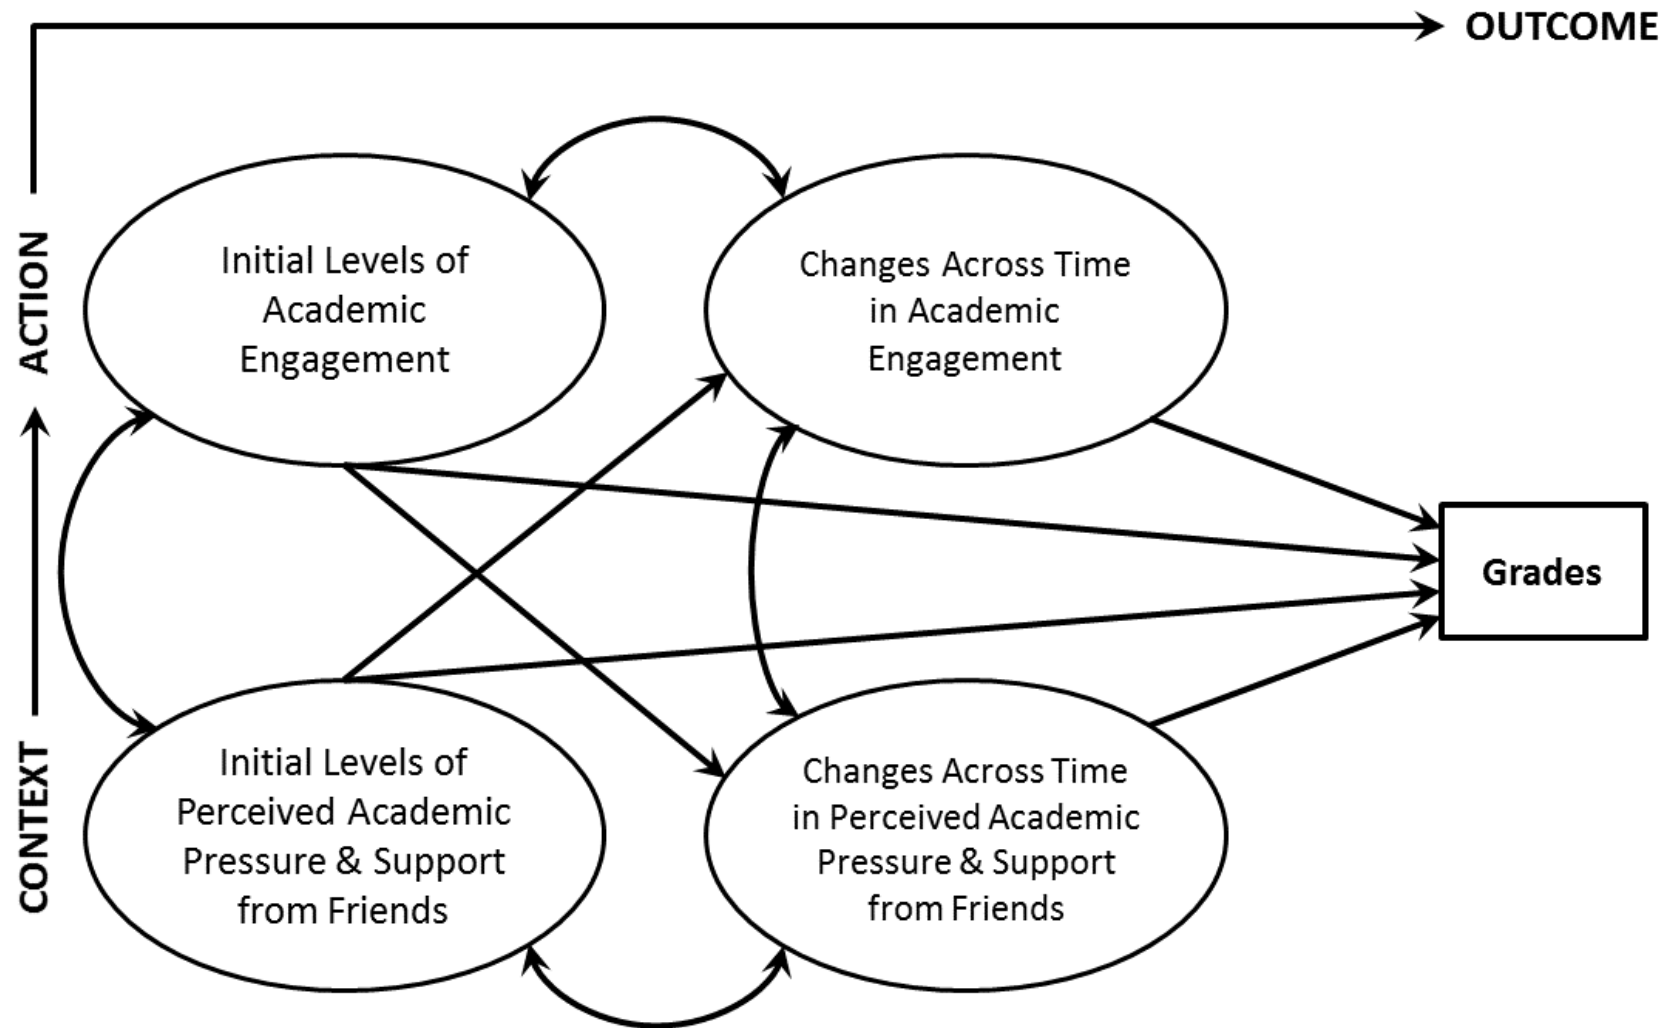 OUTCOME
ACTION
CONTEXT
Initial Levels of
Academic
Engagement
Changes Across Time
in Academic
Engagement
Grades
Initial Levels of
Perceived Academic
Pressure & Support
from Friends
Changes Across Time
in Perceived Academic
Pressure & Support
from Friends